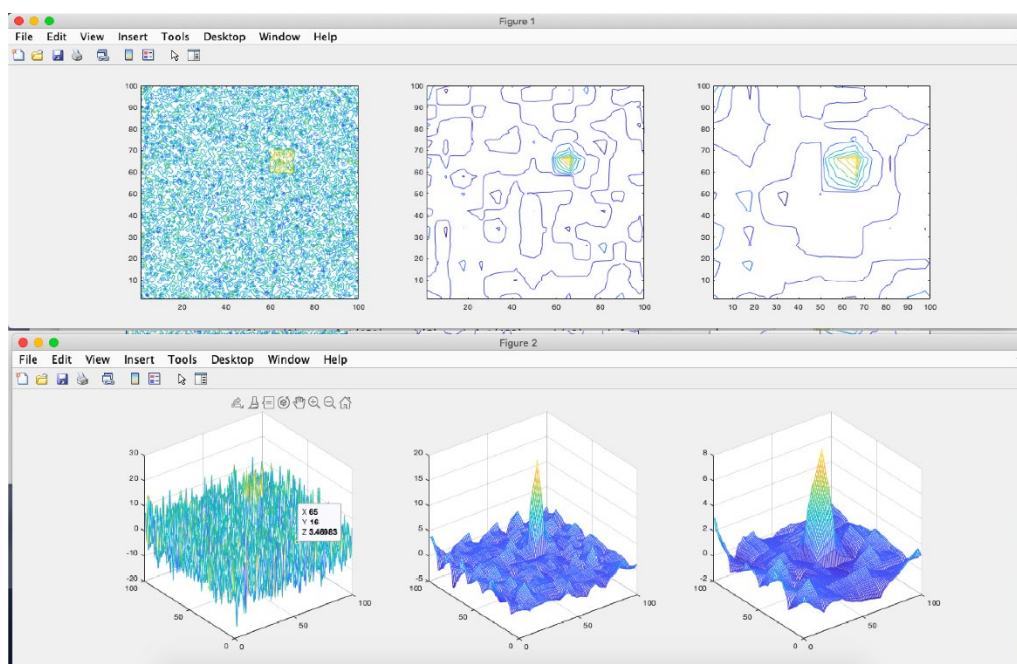 Figure 1
File Edit View Insert Tools Desktop Window Help
100 90 80 70 60 50 40 30 20 10
20 40 60 80 100
100 90 80 70 60 50 40 30 20 10
20 40 60 80 100
100 90 80 70 60 50 40 30 20 10
10 20 30 40 50 60 70 80 90 100
Figure 2
File Edit View Insert Tools Desktop Window Help
30 20 10 0 -10 -20
X 65
Y 16
Z 3.46983
100 50 0 0 50 100
20 15 10 5 0 -5
100 50 0 0 50 100
8 6 4 2 0 -2
100 50 0 0 50 100